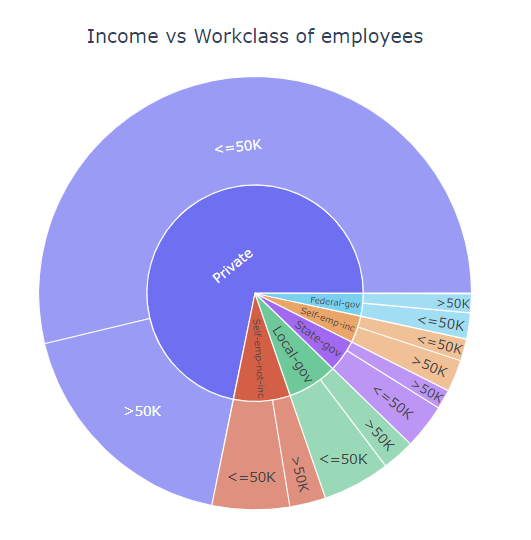 Income vs Workclass of employees
<=50K
Private
>50K
Federal-gov
>50K
<=50K
Self-emp-inc
<=50K
>50K
State-gov
>50K
<=50K
Local-gov
>50K
<=50K
Self-emp-not-inc
>50K
<=50K